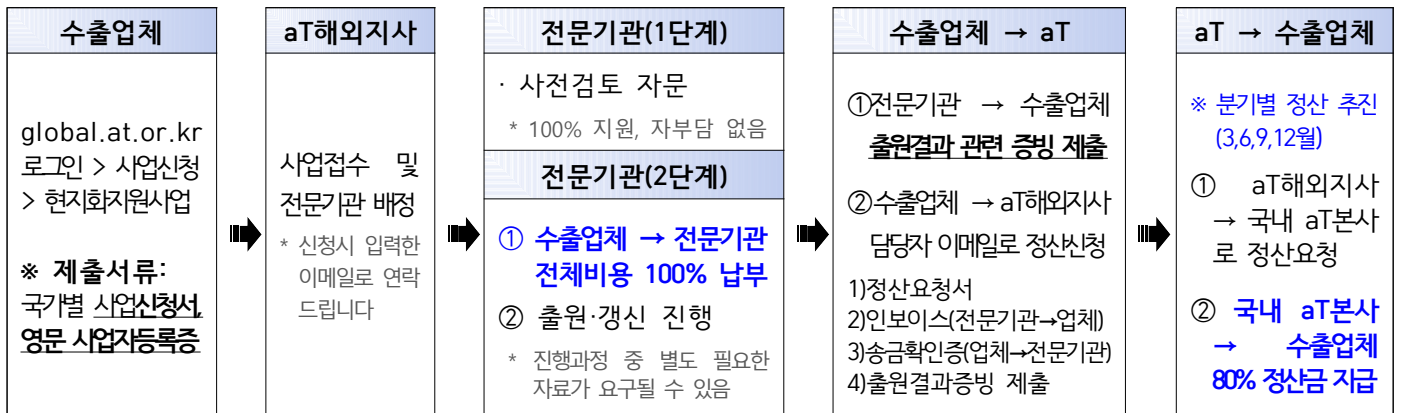 수출업체
global.at.or.kr
로그인 > 사업신청
> 현지화지원사업
※ 제출서류:
국가별 사업신청서,
영문 사업자등록증
aT해외지사
사업접수 및
전문기관 배정
* 신청시 입력한
이메일로 연락
드립니다
전문기관(1단계)
· 사전검토 자문
* 100% 지원, 자부담 없음
전문기관(2단계)
① 수출업체 → 전문기관
전체비용 100% 납부
② 출원·갱신 진행
* 진행과정 중 별도 필요한
자료가 요구될 수 있음
수출업체 → aT
①전문기관 → 수출업체
출원결과 관련 증빙 제출
②수출업체 → aT해외지사
담당자 이메일로 정산신청
1)정산요청서
2)인보이스(전문기관→업체)
3)송금확인증(업체→전문기관)
4)출원결과증빙 제출
aT → 수출업체
※ 분기별 정산 추진
(3,6,9,12월)
① aT해외지사
→ 국내 aT본사
로 정산요청
② 국내 aT본사
→ 수출업체
80% 정산금 지급